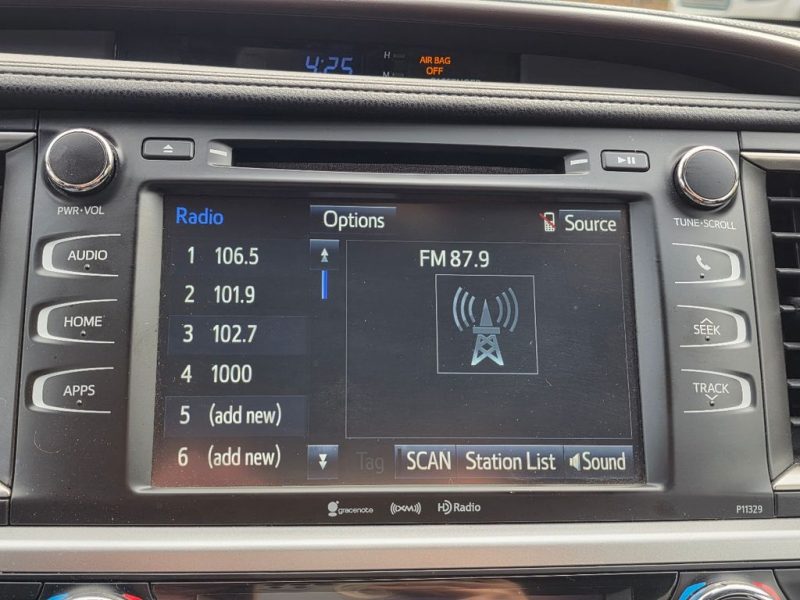 4:25
H
AIR BAG
M
OFF
PASSENGER
PWR•VOL
TUNE•SCROLL
AUDIO
HOME
APPS
SEEK
TRACK
Radio
Options
Source
1 106.5
2 101.9
3 102.7
4 1000
5 (add new)
6 (add new)
FM 87.9
Tag
SCAN
Station List
Sound
gracenote
((XM))
HD Radio
P11329